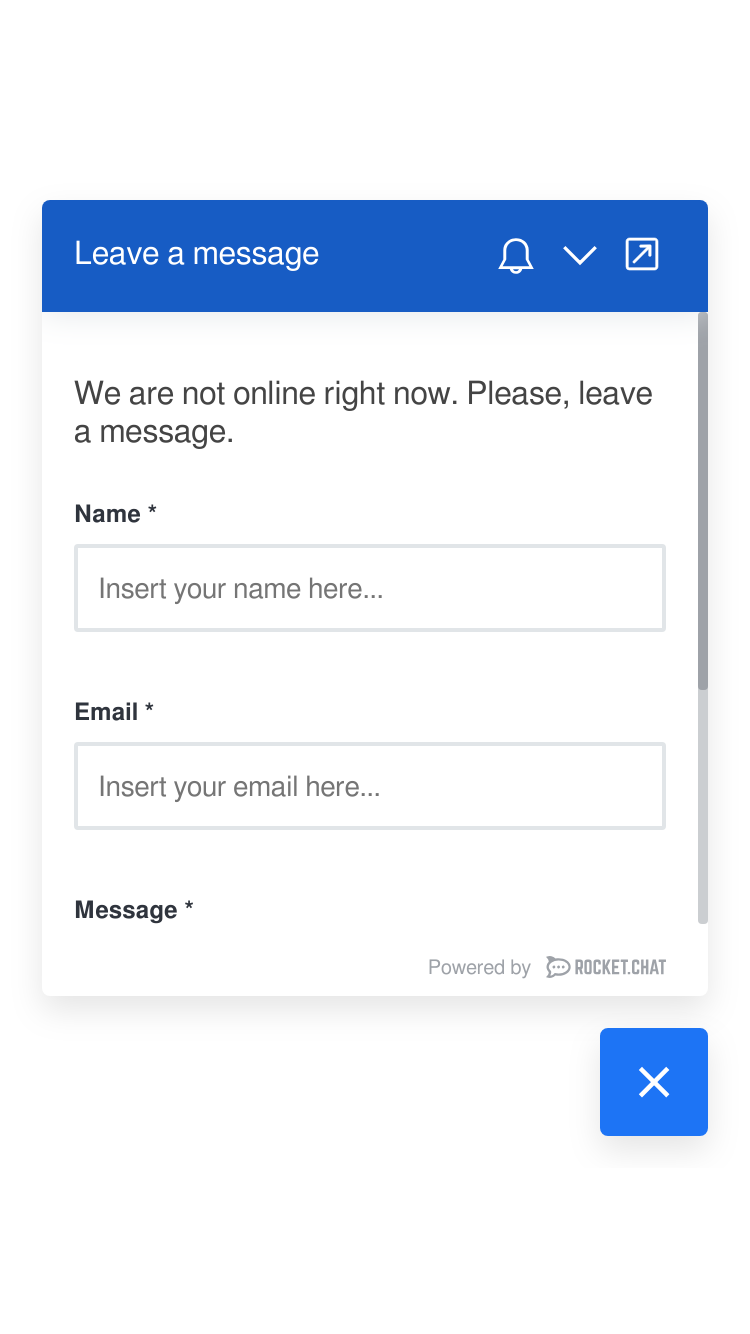 Leave a message
We are not online right now. Please, leave
a message.
Name *
Insert your name here...
Email *
Insert your email here...
Message *
Powered by ROCKET.CHAT